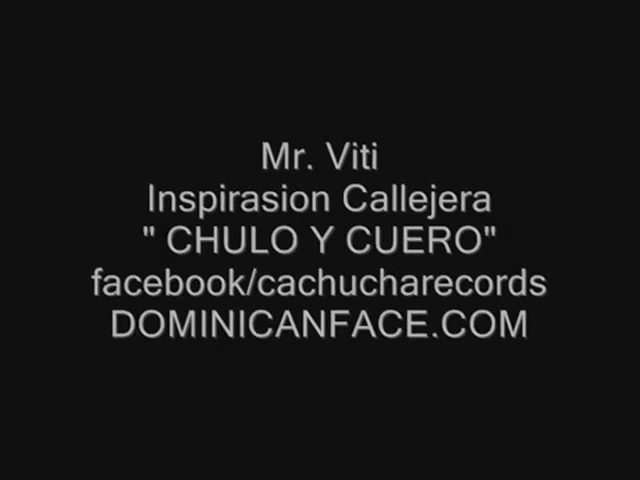 Mr. Viti
Inspirasion Callejera
" CHULO Y CUERO"
facebook/cachucharecords
DOMINICANFACE.COM